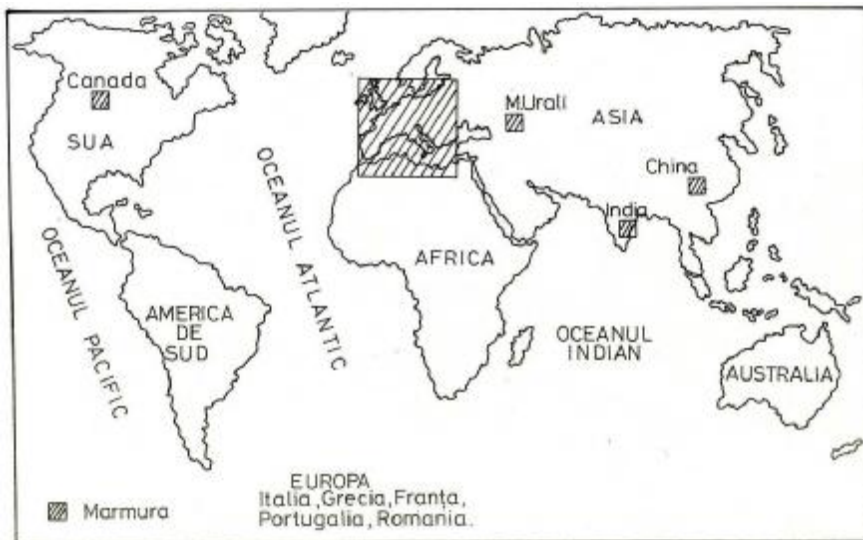 Canada
SUA
M.Urali
ASIA
China
India
OCEANUL ATLANTIC
OCEANUL PACIFIC
AFRICA
AMERICA
DE
SUD
OCEANUL
INDIAN
AUSTRALIA
EUROPA
Italia, Grecia, Franța,
Portugalia, Romania.
Marmura